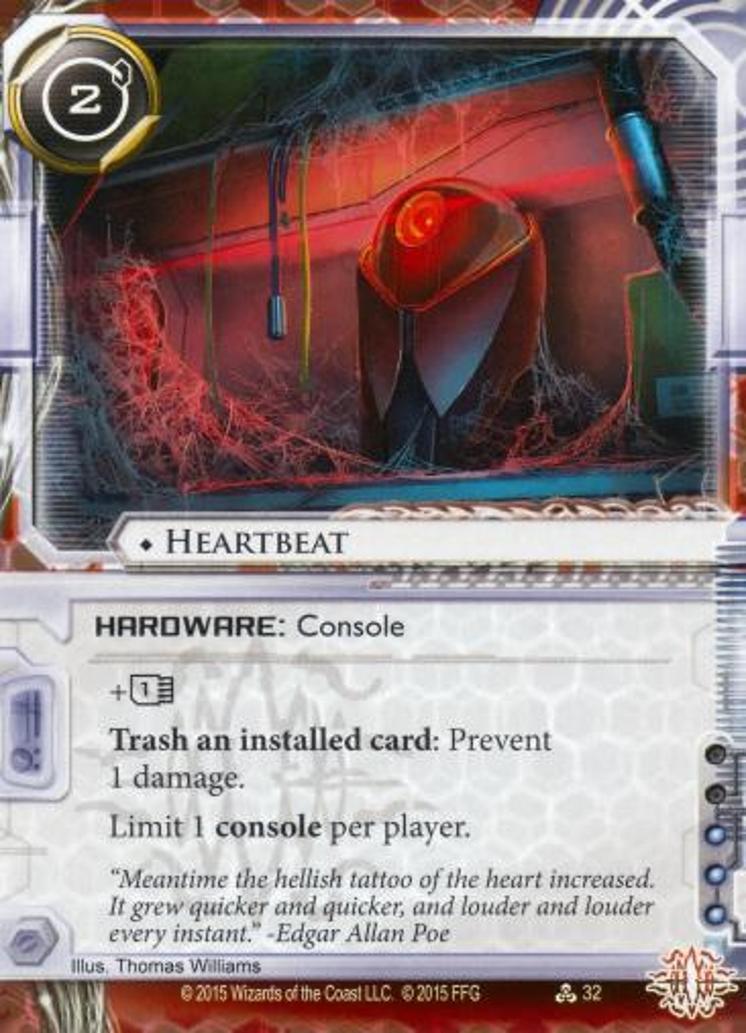 2
♦ HEARTBEAT
HARDWARE: Console
+1
Trash an installed card: Prevent
1 damage.
Limit 1 console per player.
“Meantime the hellish tattoo of the heart increased.
It grew quicker and quicker, and louder and louder
every instant.” -Edgar Allan Poe
Illus. Thomas Williams
© 2015 Wizards of the Coast LLC. © 2015 FFG 32